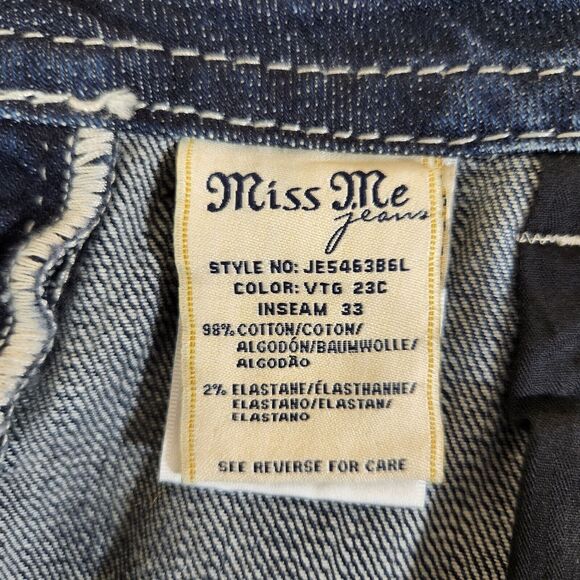 Miss Me
jeans
STYLE NO: JE5463B6L
COLOR: VTG 23C
INSEAM 33
98% COTTON/COTON/
ALGODÓN/BAUMWOLLE/
ALGODÃO
2% ELASTANE/ÉLASTHANNE/
ELASTANO/ELASTAN/
ELASTANO
SEE REVERSE FOR CARE